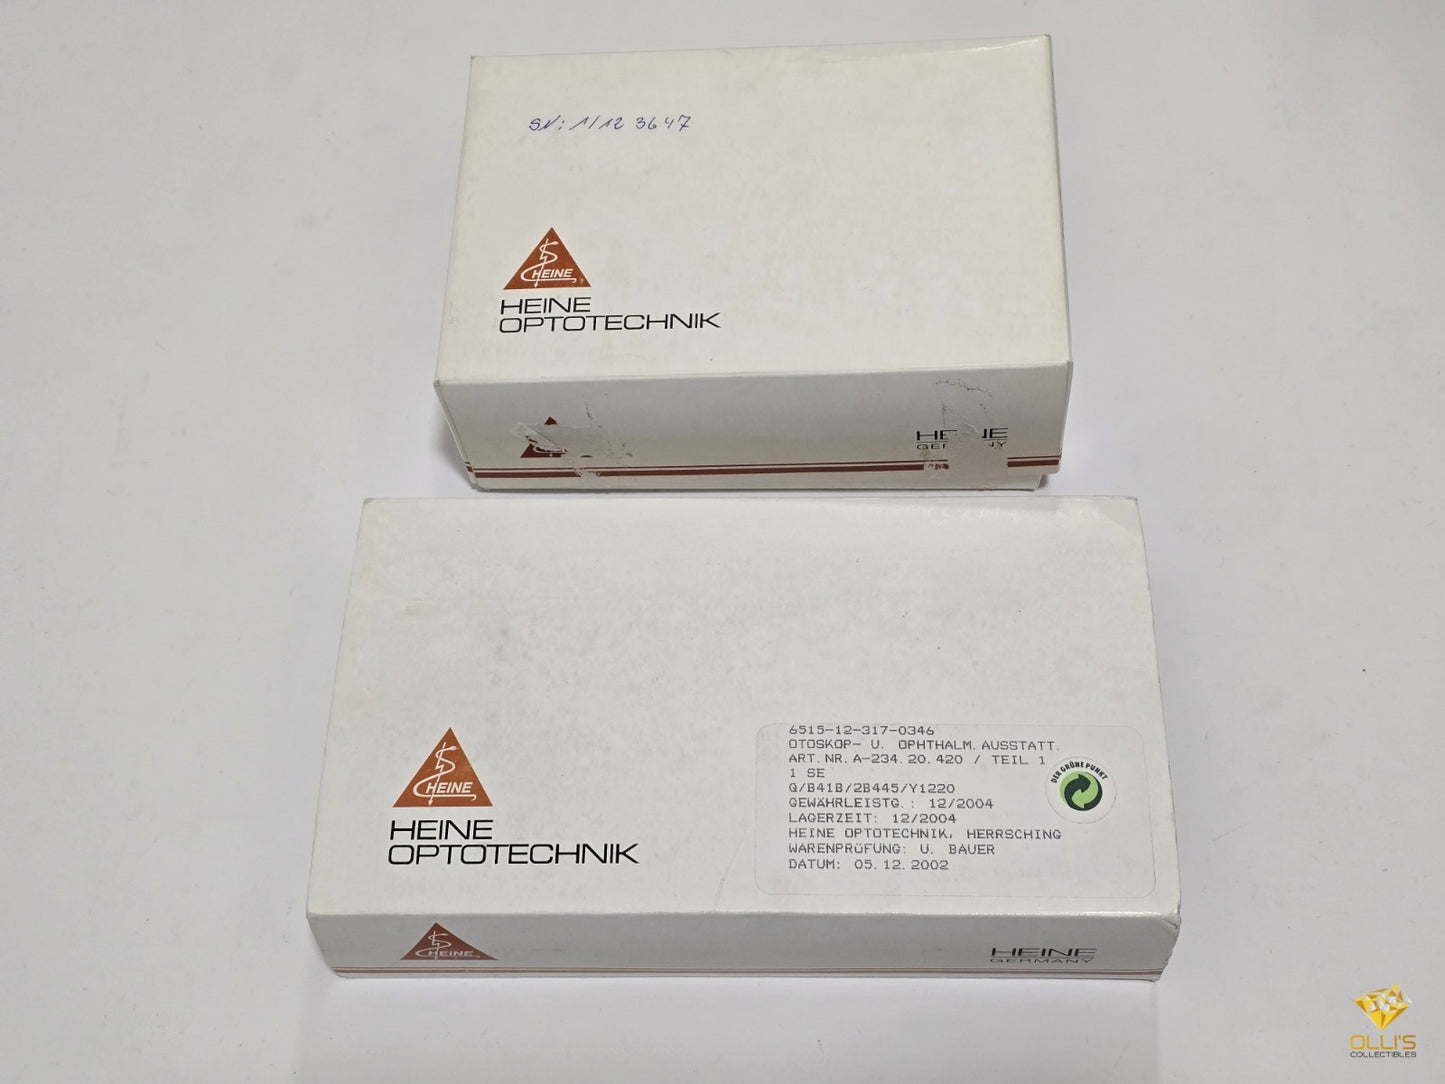 SN: 1/12 3647
HEINE
HEINE
OPTOTECHNIK
HEINE
OPTOTECHNIK
6515-12-317-0346
OTOSKOP- U. OPHTHALM. AUSSTATT.
ART. NR. A-234. 20. 420 / TEIL 1
1 SE
Q/B41B/2B445/Y1220
GEWÄHRLEISTG.: 12/2004
LAGERZEIT: 12/2004
HEINE OPTOTECHNIK, HERRSCHING
WARENPRÜFUNG: U. BAUER
DATUM: 05. 12. 2002
DER GRÜNE PUNKT
HEINE
HEINE
HEINE
GERMANY
OLLI'S
COLLECTIBLES